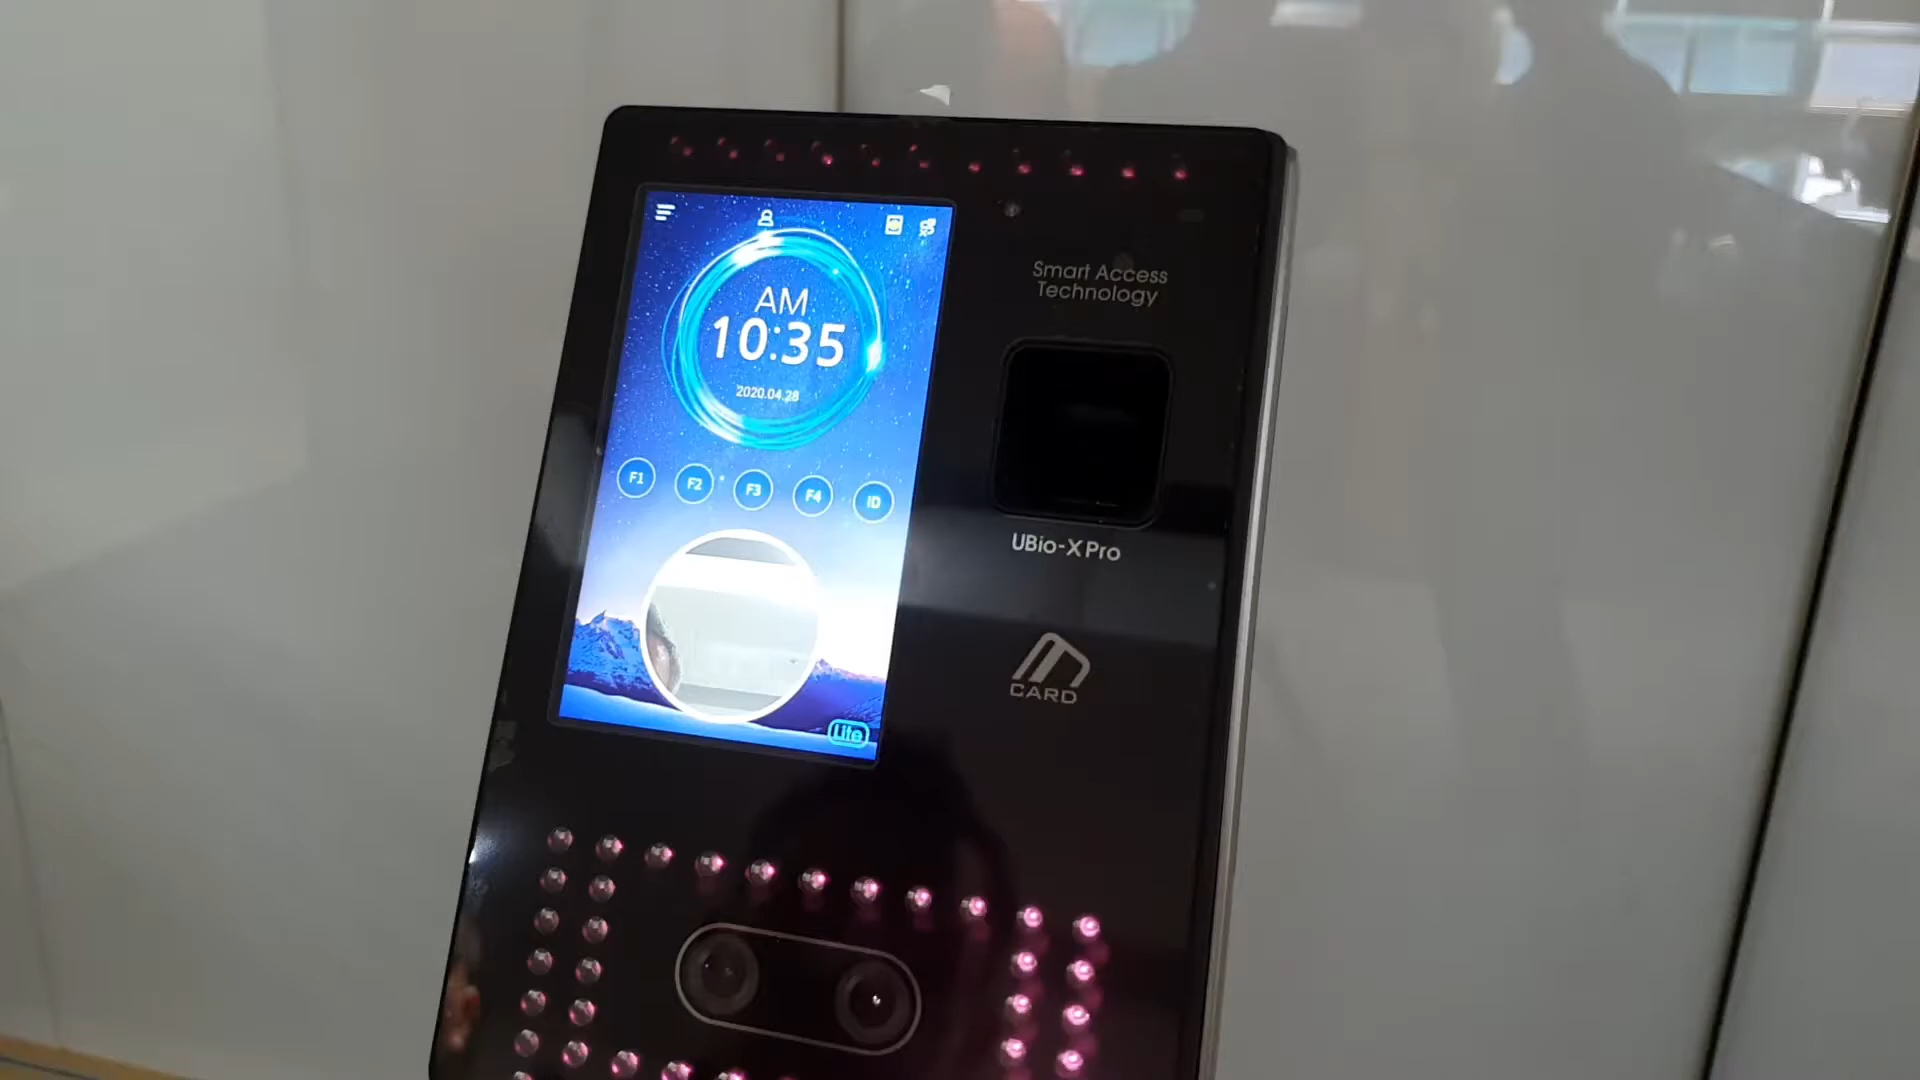 AM
10:35
2020.04.28
F1 F2 F3 F4 ID
Lite
Smart Access
Technology
UBio-X Pro
CARD